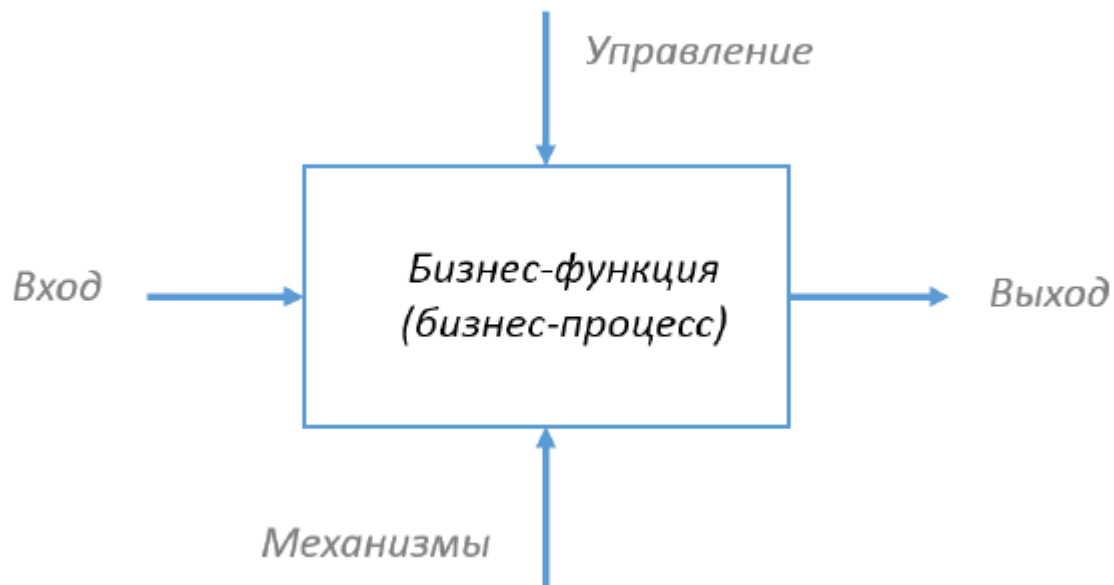 Управление
Вход
Бизнес-функция
(бизнес-процесс)
Выход
Механизмы